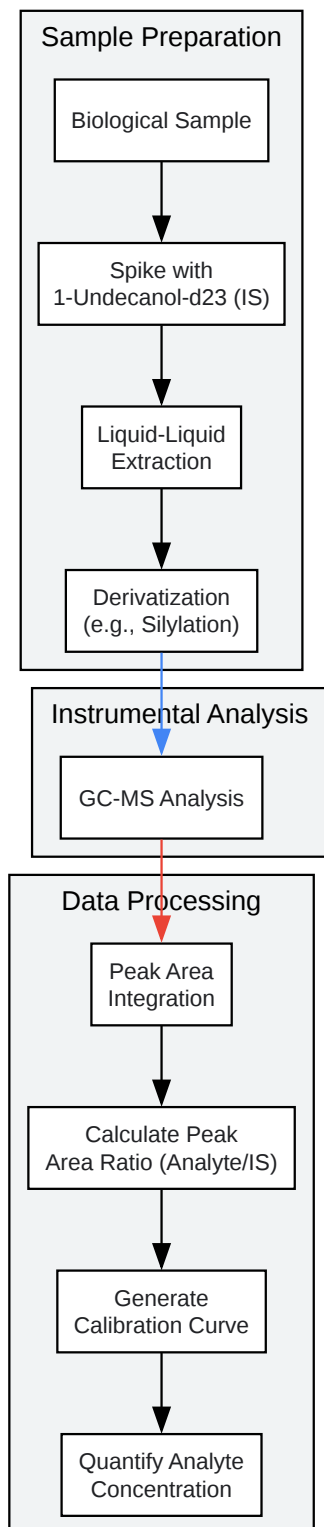 Sample Preparation
Biological Sample
Spike with
1-Undecanol-d23 (IS)
Liquid-Liquid
Extraction
Derivatization
(e.g., Silylation)
Instrumental Analysis
GC-MS Analysis
Data Processing
Peak Area
Integration
Calculate Peak
Area Ratio (Analyte/IS)
Generate
Calibration Curve
Quantify Analyte
Concentration